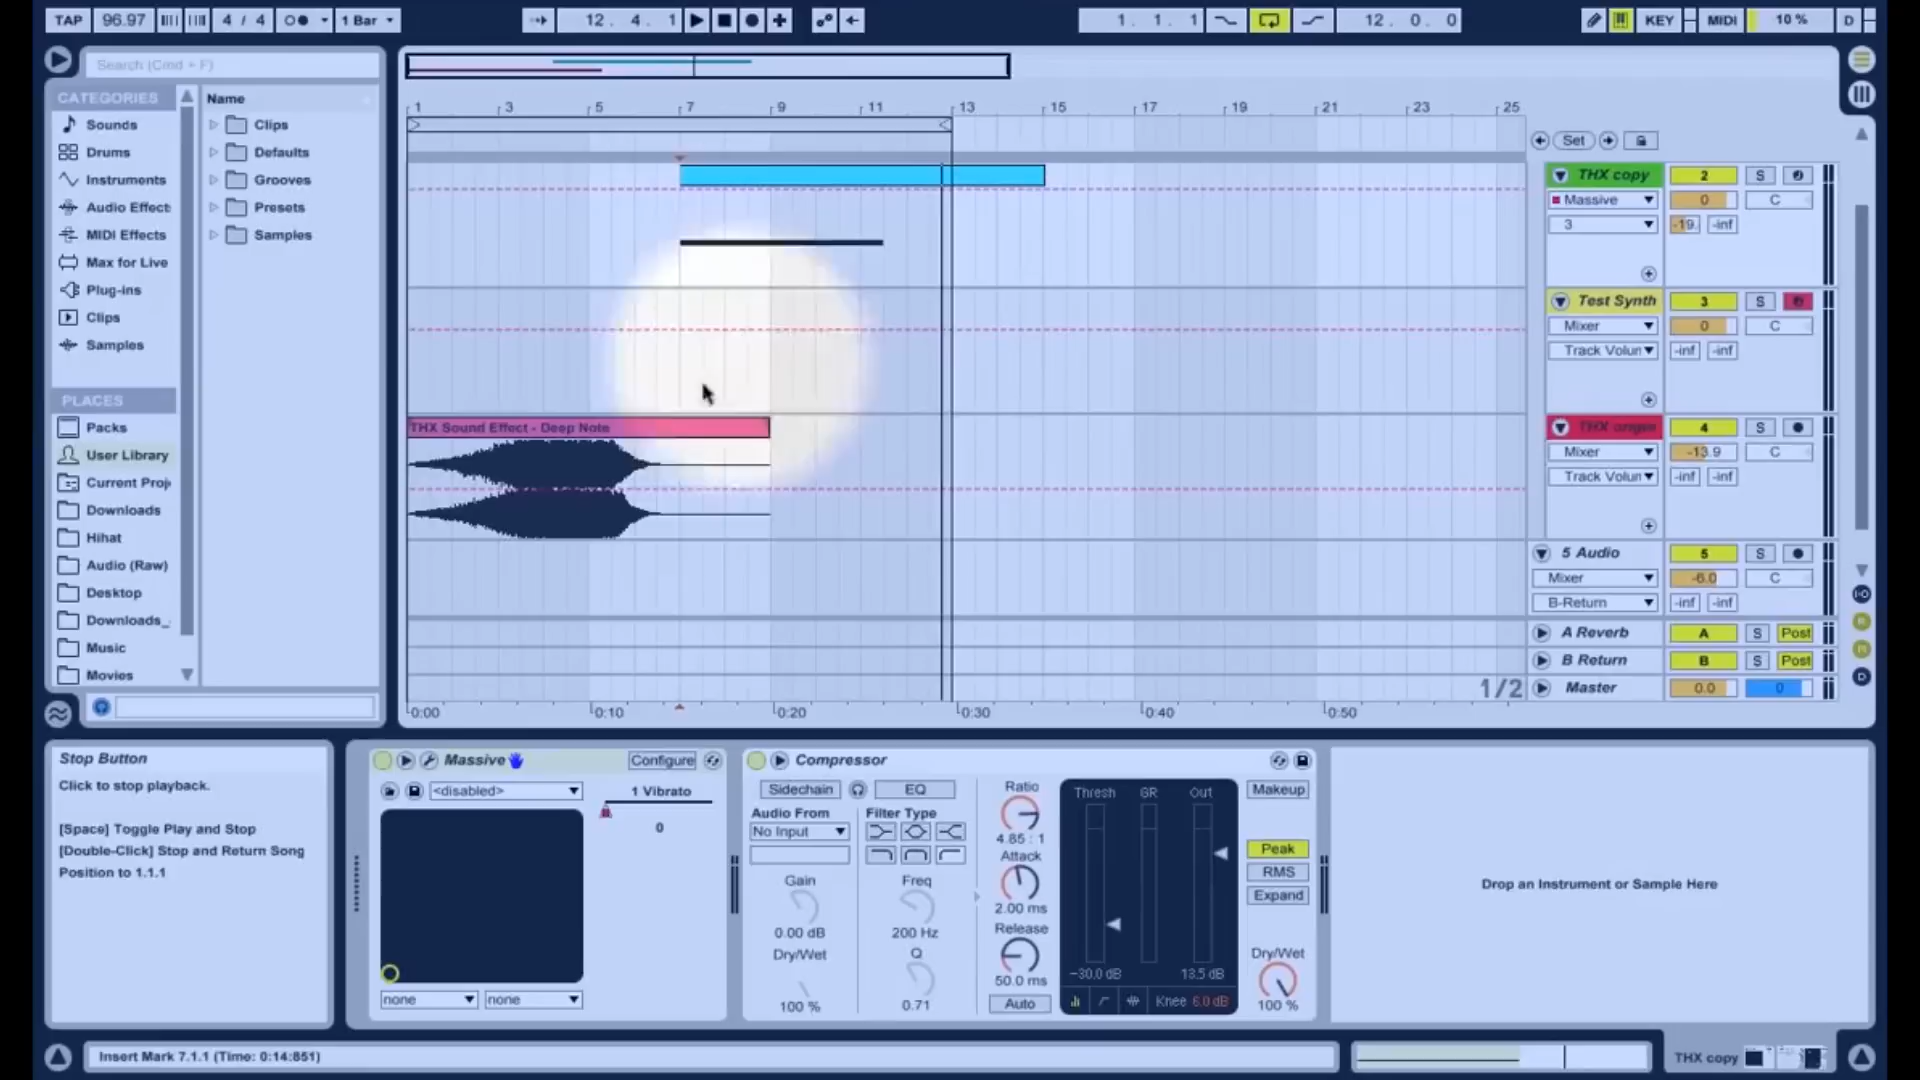 TAP 96.97 4 / 4 1 Bar 12. 4. 1 1. 1. 1 12. 0. 0 KEY MIDI 10 % D
Search (Cmd + F)
CATEGORIES
Sounds
Drums
Instruments
Audio Effect
MIDI Effects
Max for Live
Plug-ins
Clips
Samples
PLACES
Packs
User Library
Current Proj
Downloads
Hihat
Audio (Raw)
Desktop
Downloads_
Music
Movies
Name
Clips
Defaults
Grooves
Presets
Samples
1 3 5 7 9 11 13 15 17 19 21 23 25
THX Sound Effect - Deep Note
1/2
0:00 0:10 0:20 0:30 0:40 0:50
Set
THX copy 2 S
Massive 0 C
3 -19. -inf
Test Synth 3 S
Mixer 0 C
Track Volun -inf -inf
THX 4 S
Mixer -13.9 C
Track Volun -inf -inf
5 Audio 5 S
Mixer -6.0 C
B-Return -inf -inf
A Reverb A S Post
B Return B S Post
Master 0.0 0
Stop Button
Click to stop playback.
[Space] Toggle Play and Stop
[Double-Click] Stop and Return Song
Position to 1.1.1
Massive Configure
<disabled>
1 Vibrato
0
none none
Compressor
Sidechain EQ
Audio From Filter Type
No Input
Gain Freq
0.00 dB 200 Hz
Dry/Wet Q
100 % 0.71
Ratio
4.85 : 1
Attack
2.00 ms
Release
50.0 ms
Auto
Thresh GR Out
-30.0 dB 13.5 dB
Knee 6.0 dB
Makeup
Peak
RMS
Expand
Dry/Wet
100 %
Drop an Instrument or Sample Here
Insert Mark 7.1.1 (Time: 0:14:851)
THX copy